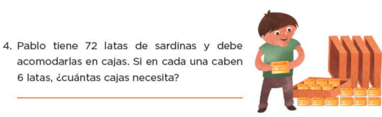 4. Pablo tiene 72 latas de sardinas y debe
acomodarlas en cajas. Si en cada una caben
6 latas, ¿cuántas cajas necesita?